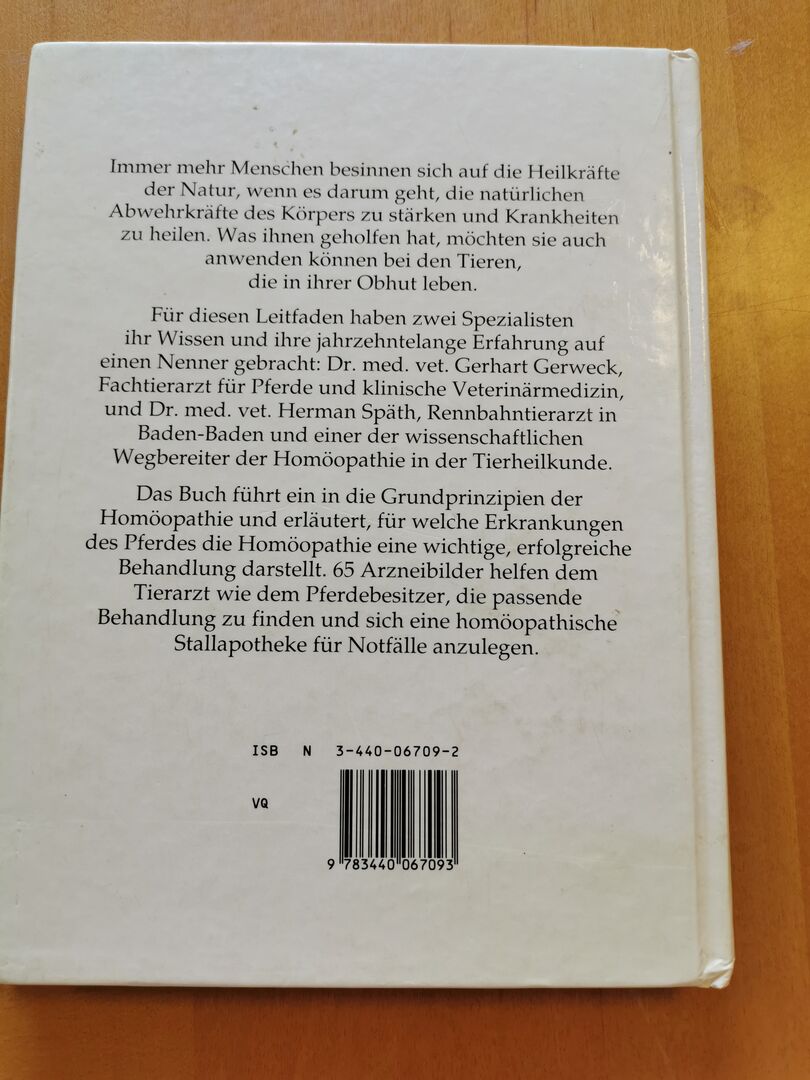 Immer mehr Menschen besinnen sich auf die Heilkräfte
der Natur, wenn es darum geht, die natürlichen
Abwehrkräfte des Körpers zu stärken und Krankheiten
zu heilen. Was ihnen geholfen hat, möchten sie auch
anwenden können bei den Tieren,
die in ihrer Obhut leben.
Für diesen Leitfaden haben zwei Spezialisten
ihr Wissen und ihre jahrzehntelange Erfahrung auf
einen Nenner gebracht: Dr. med. vet. Gerhart Gerweck,
Fachtierarzt für Pferde und klinische Veterinärmedizin,
und Dr. med. vet. Herman Späth, Rennbahntierarzt in
Baden-Baden und einer der wissenschaftlichen
Wegbereiter der Homöopathie in der Tierheilkunde.
Das Buch führt ein in die Grundprinzipien der
Homöopathie und erläutert, für welche Erkrankungen
des Pferdes die Homöopathie eine wichtige, erfolgreiche
Behandlung darstellt. 65 Arzneibilder helfen dem
Tierarzt wie dem Pferdebesitzer, die passende
Behandlung zu finden und sich eine homöopathische
Stallapotheke für Notfälle anzulegen.
ISB N 3-440-06709-2
VQ
9 783440 067093